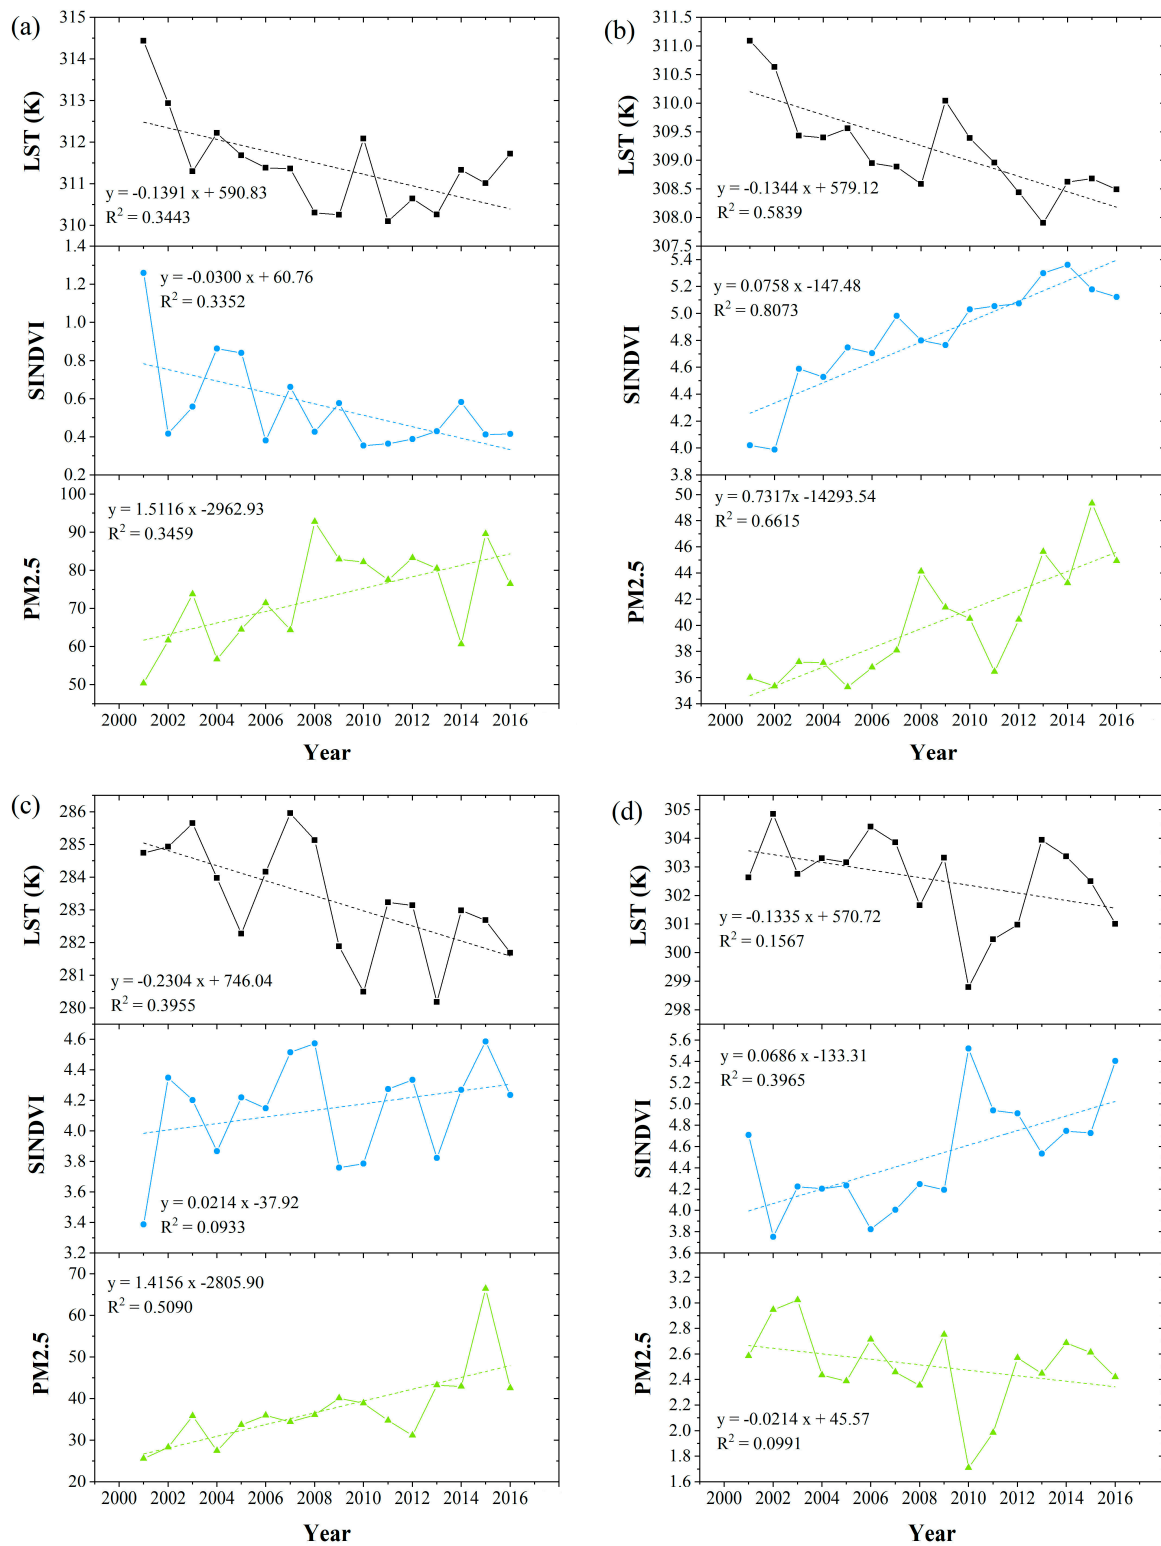 (a)
315
314
313
312
311
310
LST (K)
y = -0.1391 x + 590.83
R² = 0.3443
1.4
1.2
1.0
0.8
0.6
0.4
0.2
SINDVI
y = -0.0300 x + 60.76
R² = 0.3352
100
90
80
70
60
50
PM2.5
y = 1.5116 x -2962.93
R² = 0.3459
2000 2002 2004 2006 2008 2010 2012 2014 2016
Year
(b)
311.5
311.0
310.5
310.0
309.5
309.0
308.5
308.0
307.5
LST (K)
y = -0.1344 x + 579.12
R² = 0.5839
5.4
5.2
5.0
4.8
4.6
4.4
4.2
4.0
3.8
SINDVI
y = 0.0758 x -147.48
R² = 0.8073
50
48
46
44
42
40
38
36
34
PM2.5
y = 0.7317x -14293.54
R² = 0.6615
2000 2002 2004 2006 2008 2010 2012 2014 2016
Year
(c)
286
285
284
283
282
281
280
LST (K)
y = -0.2304 x + 746.04
R² = 0.3955
4.6
4.4
4.2
4.0
3.8
3.6
3.4
3.2
SINDVI
y = 0.0214 x -37.92
R² = 0.0933
70
60
50
40
30
20
PM2.5
y = 1.4156 x -2805.90
R² = 0.5090
2000 2002 2004 2006 2008 2010 2012 2014 2016
Year
(d)
305
304
303
302
301
300
299
298
LST (K)
y = -0.1335 x + 570.72
R² = 0.1567
5.6
5.4
5.2
5.0
4.8
4.6
4.4
4.2
4.0
3.8
3.6
SINDVI
y = 0.0686 x -133.31
R² = 0.3965
3.2
3.0
2.8
2.6
2.4
2.2
2.0
1.8
1.6
PM2.5
y = -0.0214 x + 45.57
R² = 0.0991
2000 2002 2004 2006 2008 2010 2012 2014 2016
Year